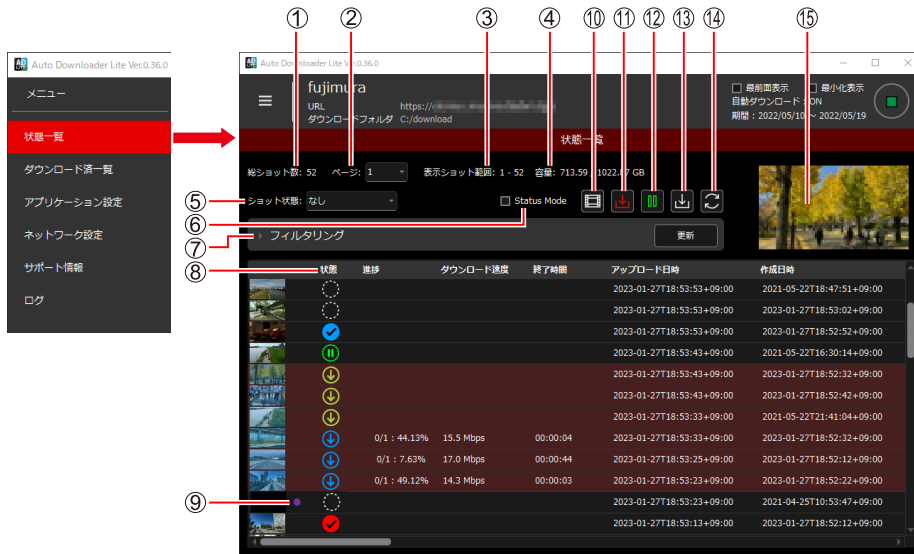 ① ② ③ ④ ⑩ ⑪ ⑫ ⑬ ⑭ ⑮
Auto Downloader Lite Ver.0.36.0
メニュー
状態一覧
ダウンロード済一覧
アプリケーション設定
ネットワーク設定
サポート情報
ログ
Auto Downloader Lite Ver.0.36.0
fujimura
URL https://
ダウンロードフォルダ C:/download
最前面表示 最小化表示
自動ダウンロード : ON
期間 : 2022/05/10 ~ 2022/05/19
状態一覧
総ショット数: 52 ページ: 1 表示ショット範囲: 1 - 52 容量: 713.59 / 1022.87 GB
⑤ ショット状態: なし Status Mode
⑥
⑦ フィルタリング 更新
⑧ 状態 進捗 ダウンロード速度 終了時間 アップロード日時 作成日時
2023-01-27T18:53:53+09:00 2021-05-22T18:47:51+09:00
2023-01-27T18:53:53+09:00 2023-01-27T18:53:02+09:00
2023-01-27T18:53:53+09:00 2023-01-27T18:52:52+09:00
2023-01-27T18:53:43+09:00 2021-05-22T16:30:14+09:00
2023-01-27T18:53:43+09:00 2023-01-27T18:52:32+09:00
2023-01-27T18:53:43+09:00 2023-01-27T18:52:42+09:00
2023-01-27T18:53:33+09:00 2021-05-22T21:41:04+09:00
0/1 : 44.13% 15.5 Mbps 00:00:04 2023-01-27T18:53:33+09:00 2023-01-27T18:52:32+09:00
0/1 : 7.63% 17.0 Mbps 00:00:44 2023-01-27T18:53:25+09:00 2023-01-27T18:52:12+09:00
0/1 : 49.12% 14.3 Mbps 00:00:03 2023-01-27T18:53:23+09:00 2023-01-27T18:52:22+09:00
⑨ 2023-01-27T18:53:23+09:00 2021-04-25T10:53:47+09:00
2023-01-27T18:53:13+09:00 2023-01-27T18:52:12+09:00